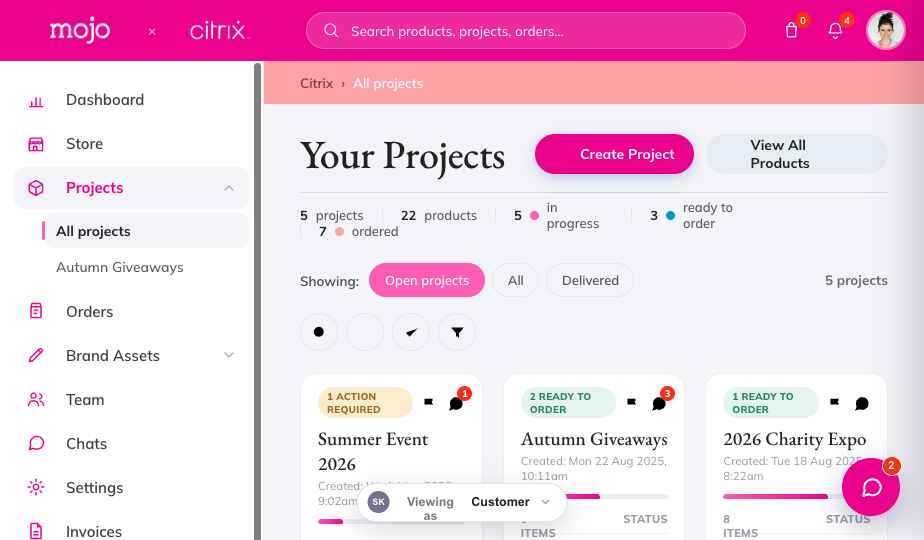 mojo × citrix
Search products, projects, orders...
0
4
Citrix › All projects
Dashboard
Store
Projects
All projects
Autumn Giveaways
Orders
Brand Assets
Team
Chats
Settings
Invoices
Your Projects
Create Project
View All
Products
5 projects
22 products
5 in
progress
3 ready to
order
7 ordered
Showing: Open projects All Delivered
5 projects
1 ACTION
REQUIRED
1
Summer Event
2026
Created:
9:02am
2 READY TO
ORDER
3
Autumn Giveaways
Created: Mon 22 Aug 2025,
10:11am
ITEMS
STATUS
1 READY TO
ORDER
2026 Charity Expo
Created: Tue 18 Aug 2025,
8:22am
8
ITEMS
STATUS
SK Viewing
as
Customer
2